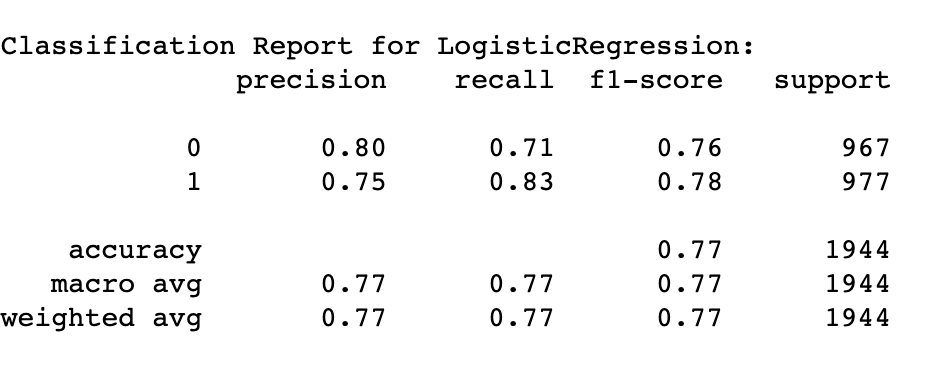 Classification Report for LogisticRegression:
precision recall f1-score support
0 0.80 0.71 0.76 967
1 0.75 0.83 0.78 977
accuracy 0.77 1944
macro avg 0.77 0.77 0.77 1944
weighted avg 0.77 0.77 0.77 1944